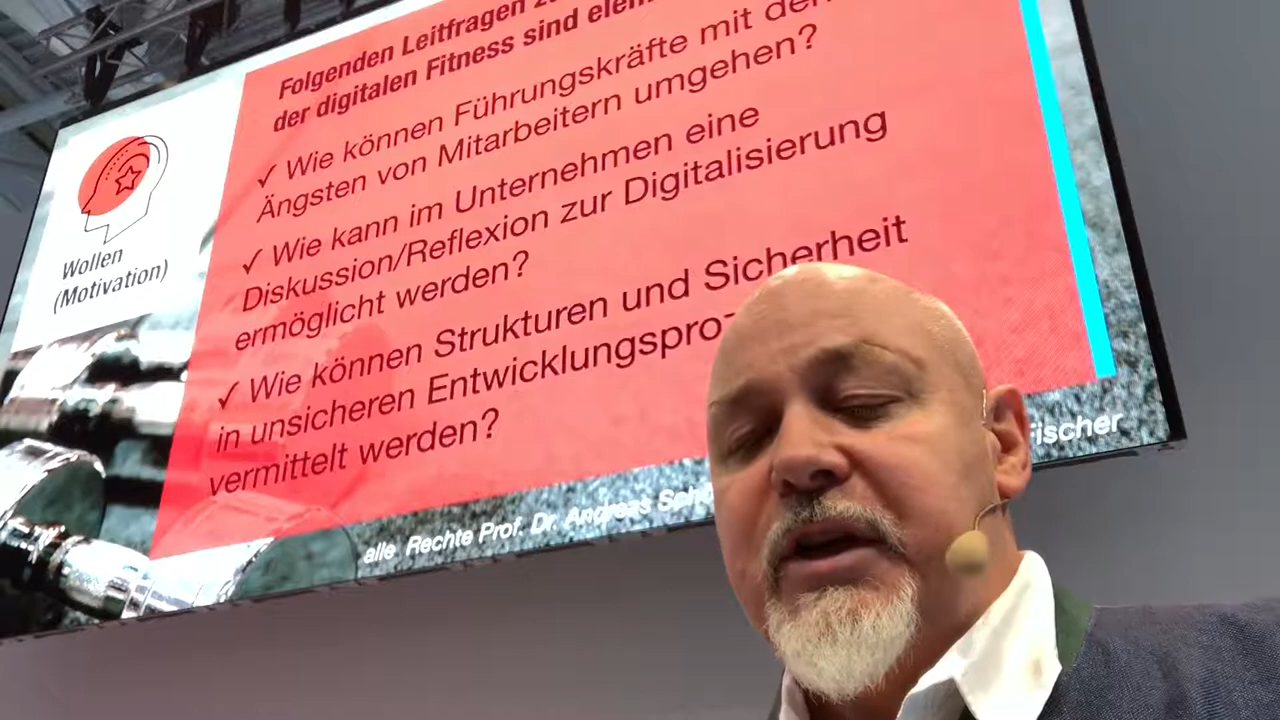 Folgenden Leitfragen
der digitalen Fitness sind
✓ Wie können Führungskräfte mit den
Ängsten von Mitarbeitern umgehen?
✓ Wie kann im Unternehmen eine
Diskussion/Reflexion zur Digitalisierung
ermöglicht werden?
✓ Wie können Strukturen und Sicherheit
in unsicheren
vermittelt werden?
Wollen
(Motivation)
alle Rechte Prof. Dr. Andreas
Fischer